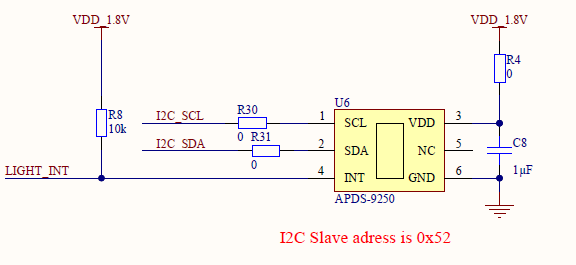 VDD_1.8V
VDD_1.8V
R4
0
U6
R8
10k
I2C_SCL
R30
0
1
SCL
VDD
3
I2C_SDA
R31
0
2
SDA
NC
5
C8
1µF
LIGHT_INT
4
INT
GND
6
APDS-9250
I2C Slave adress is 0x52